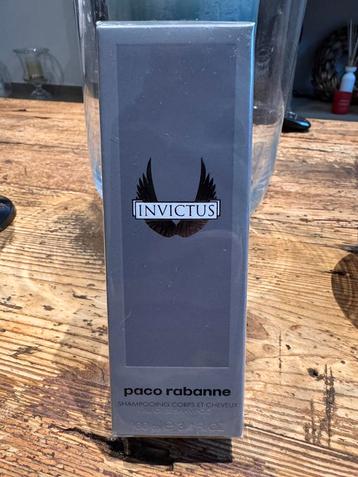 INVICTUS
paco rabanne
SHAMPOOING CORPS ET CHEVEUX